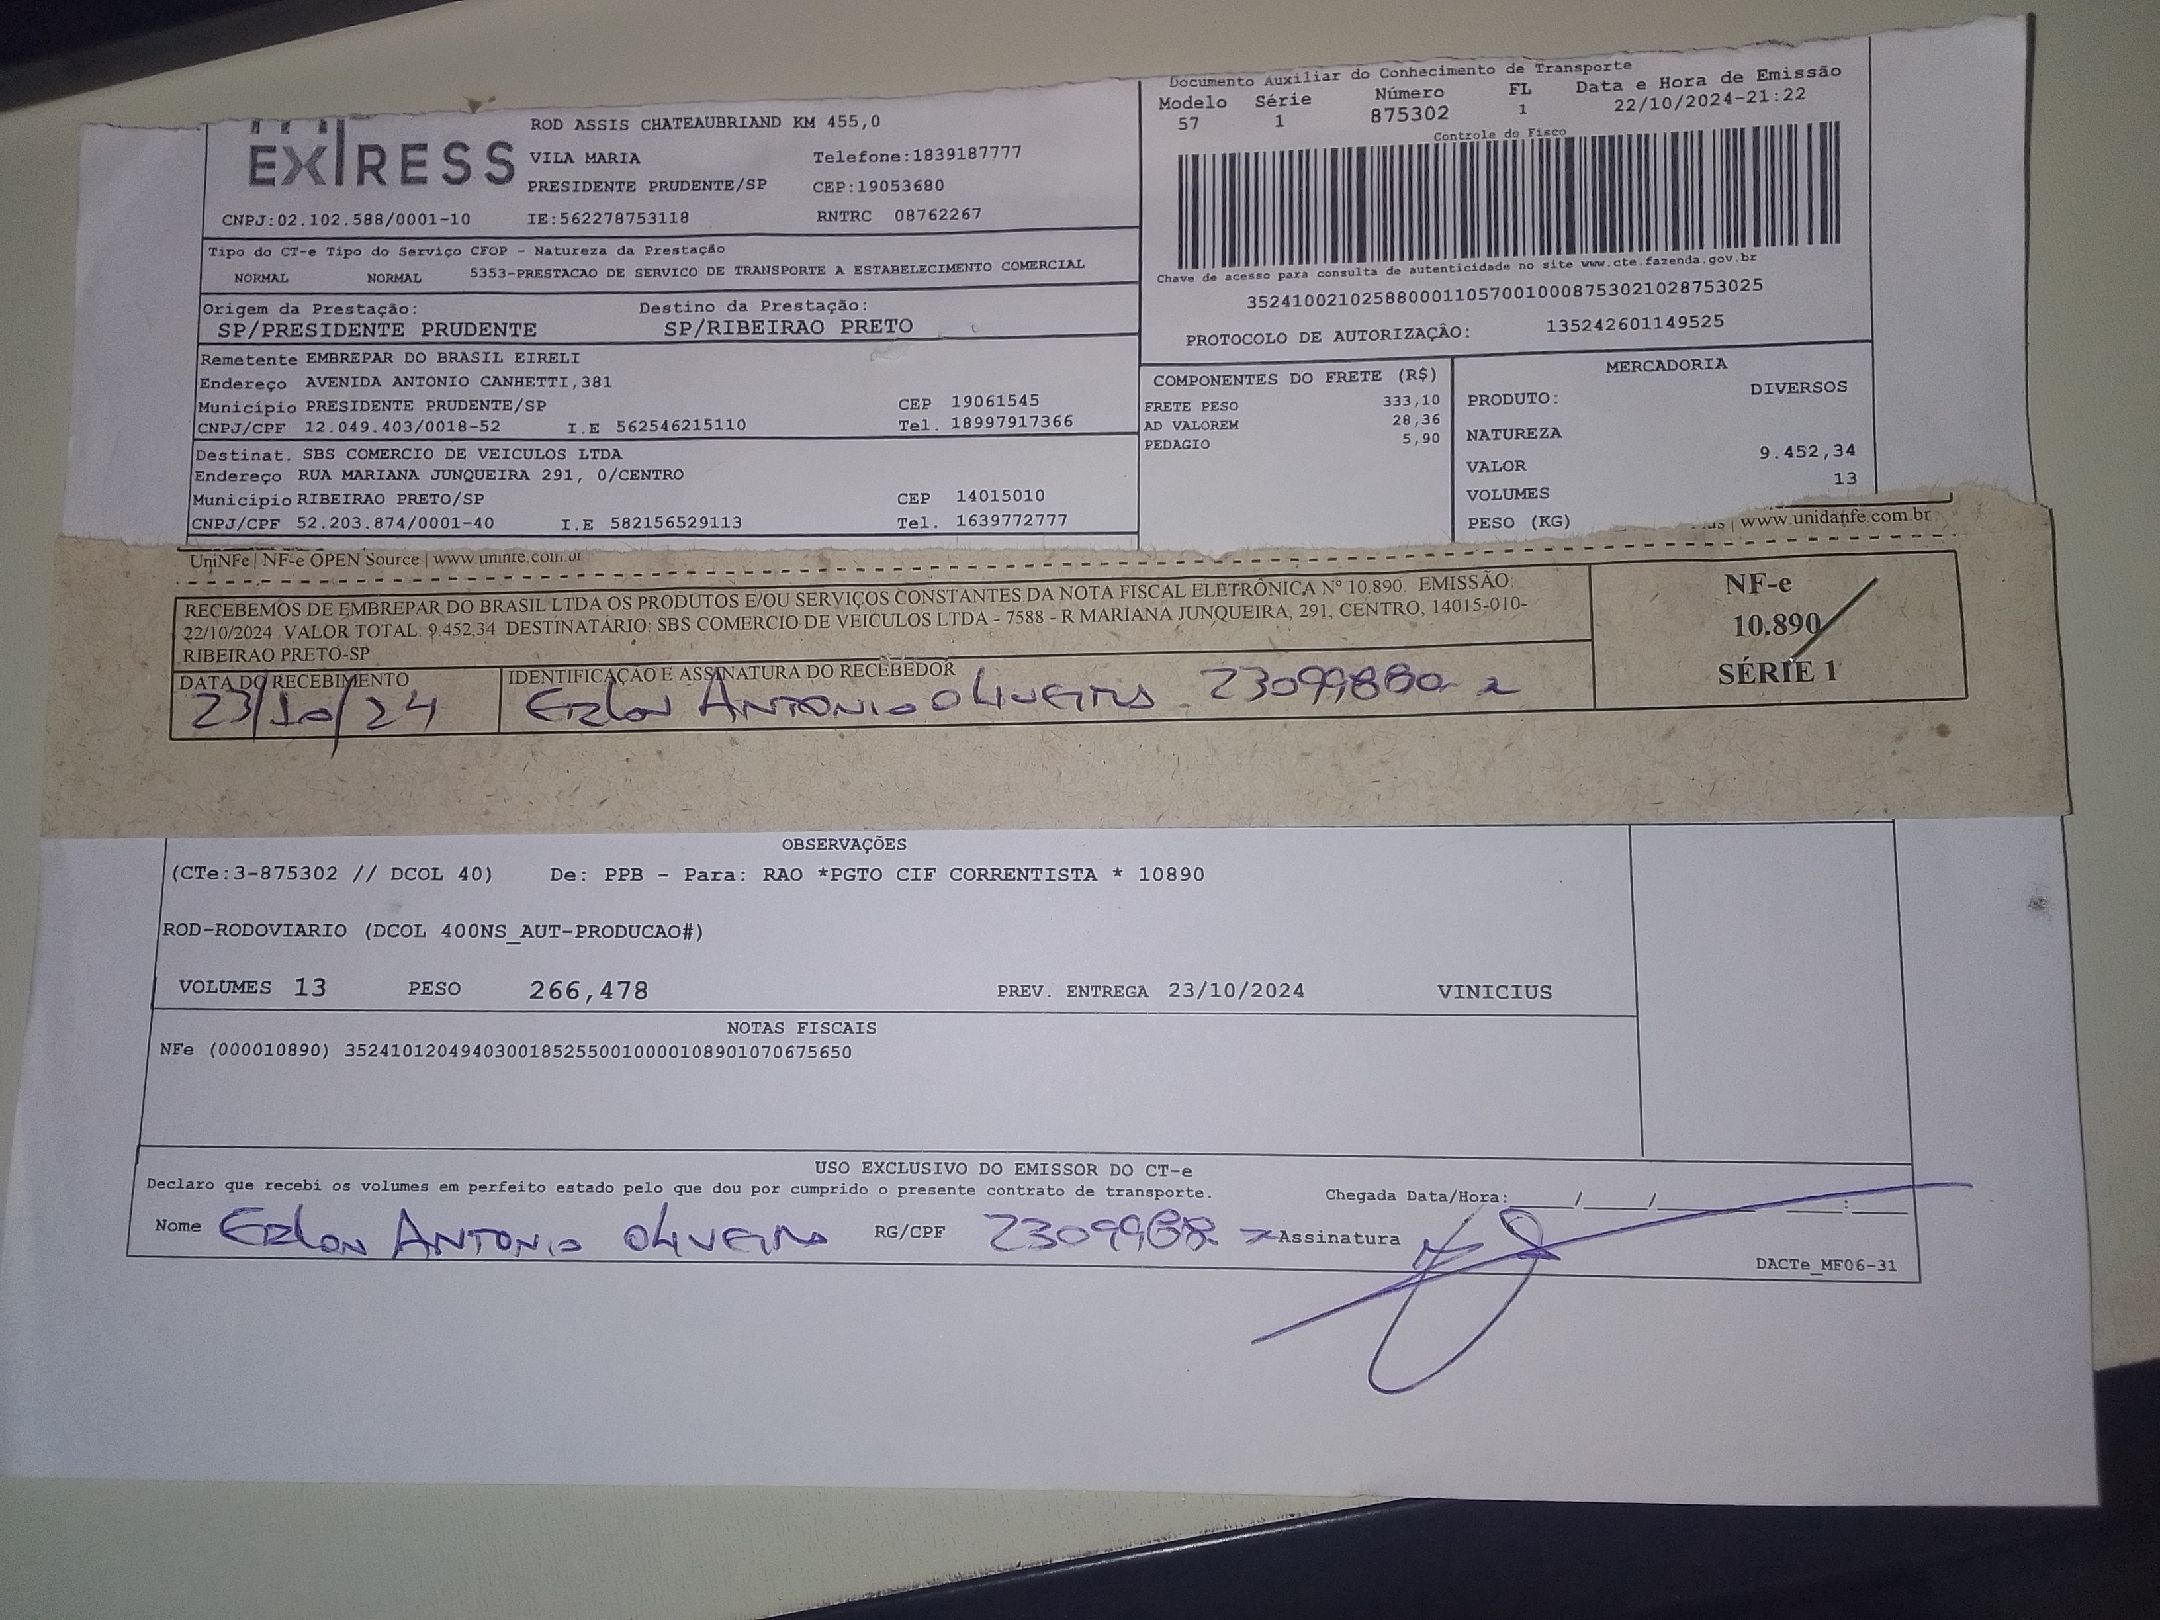 Documento Auxiliar do Conhecimento de Transporte
Modelo Série Número FL Data e Hora de Emissão
57 1 875302 1 22/10/2024-21:22
Controle do Fisco
EXPRESS
ROD ASSIS CHATEAUBRIAND KM 455,0
VILA MARIA Telefone:1839187777
PRESIDENTE PRUDENTE/SP CEP:19053680
CNPJ:02.102.588/0001-10 IE:562278753118 RNTRC 08762267
Tipo do CT-e Tipo do Serviço CFOP - Natureza da Prestação
NORMAL NORMAL 5353-PRESTACAO DE SERVICO DE TRANSPORTE A ESTABELECIMENTO COMERCIAL
Chave de acesso para consulta de autenticidade no site www.cte.fazenda.gov.br
35241002102588000110570010008753021028753025
PROTOCOLO DE AUTORIZAÇÂO: 135242601149525
Origem da Prestação: Destino da Prestação:
SP/PRESIDENTE PRUDENTE SP/RIBEIRAO PRETO
Remetente EMBREPAR DO BRASIL EIRELI
Endereço AVENIDA ANTONIO CANHETTI,381
Município PRESIDENTE PRUDENTE/SP CEP 19061545
CNPJ/CPF 12.049.403/0018-52 I.E 562546215110 Tel. 18997917366
Destinat. SBS COMERCIO DE VEICULOS LTDA
Endereço RUA MARIANA JUNQUEIRA 291, 0/CENTRO
Município RIBEIRAO PRETO/SP CEP 14015010
CNPJ/CPF 52.203.874/0001-40 I.E 582156529113 Tel. 1639772777
COMPONENTES DO FRETE (R$)
FRETE PESO 333,10
AD VALOREM 28,36
PEDAGIO 5,90
MERCADORIA
PRODUTO: DIVERSOS
NATUREZA
VALOR 9.452,34
VOLUMES 13
PESO (KG)
UniNFe | NF-e OPEN Source | www.uninfe.com.br
| www.unidanfe.com.br
RECEBEMOS DE EMBREPAR DO BRASIL LTDA OS PRODUTOS E/OU SERVIÇOS CONSTANTES DA NOTA FISCAL ELETRÔNICA Nº 10.890. EMISSÃO:
22/10/2024 VALOR TOTAL: 9.452,34 DESTINATÁRIO: SBS COMERCIO DE VEICULOS LTDA - 7588 - R MARIANA JUNQUEIRA, 291, CENTRO, 14015-010-
RIBEIRAO PRETO-SP
DATA DO RECEBIMENTO IDENTIFICAÇÃO E ASSINATURA DO RECEBEDOR
23/10/24 Erlon Antonio Oliveira
NF-e
10.890
SÉRIE 1
OBSERVAÇÕES
(CTe:3-875302 // DCOL 40) De: PPB - Para: RAO *PGTO CIF CORRENTISTA * 10890
ROD-RODOVIARIO (DCOL 400NS_AUT-PRODUCAO#)
VOLUMES 13 PESO 266,478 PREV. ENTREGA 23/10/2024 VINICIUS
NOTAS FISCAIS
NFe (000010890) 35241012049403001852550010000108901070675650
USO EXCLUSIVO DO EMISSOR DO CT-e
Declaro que recebi os volumes em perfeito estado pelo que dou por cumprido o presente contrato de transporte. Chegada Data/Hora: ____/____/____ ____:____
Nome Erlon Antonio Oliveira RG/CPF Assinatura
DACTe_MF06-31